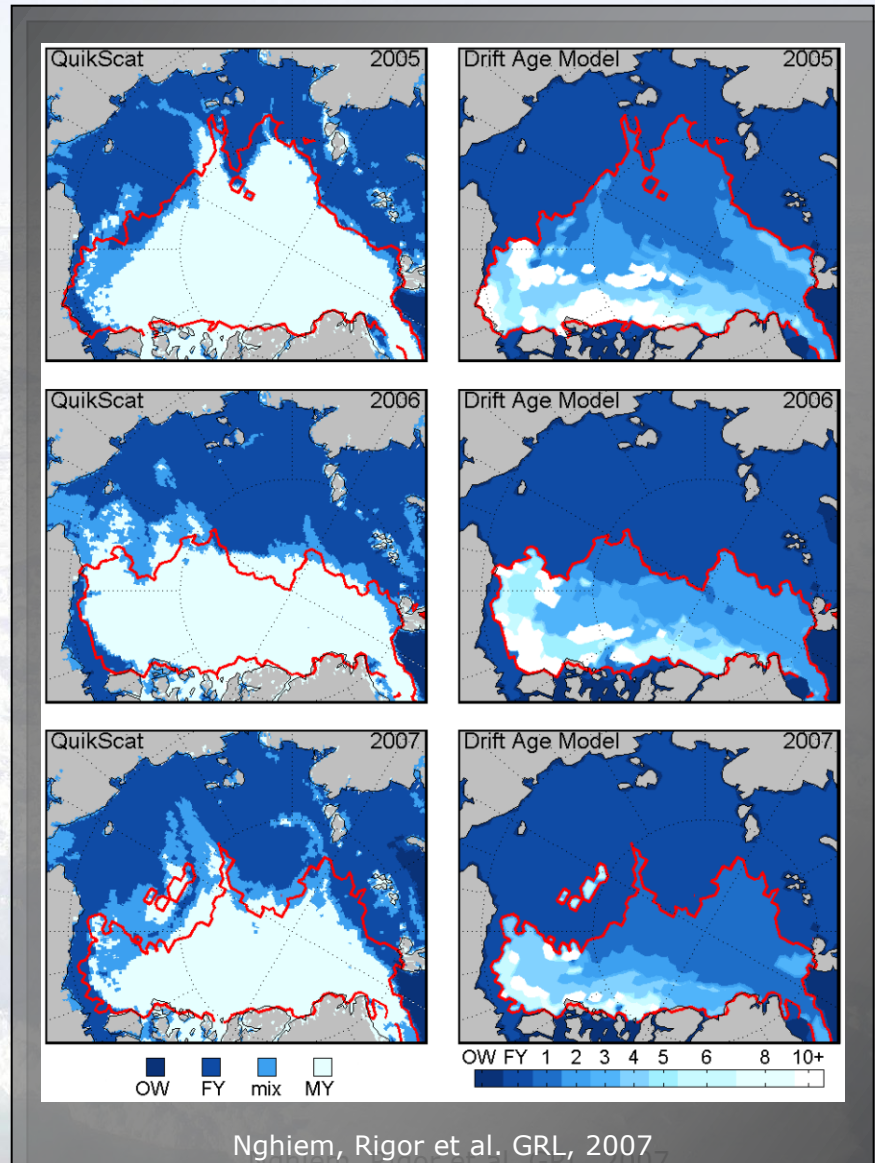 QuikScat 2005 Drift Age Model 2005
QuikScat 2006 Drift Age Model 2006
QuikScat 2007 Drift Age Model 2007
OW FY mix MY
OW FY 1 2 3 4 5 6 8 10+
Nghiem, Rigor et al. GRL, 2007